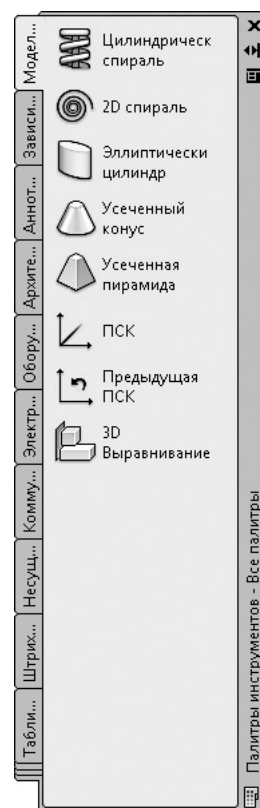 Модел...
Зависи...
Аннот...
Архите...
Обору...
Электр...
Комму...
Несущ...
Штрих...
Табли...
Цилиндрическ
спираль
2D спираль
Эллиптически
цилиндр
Усеченный
конус
Усеченная
пирамида
ПСК
Предыдущая
ПСК
3D
Выравнивание
Палитры инструментов - Все палитры